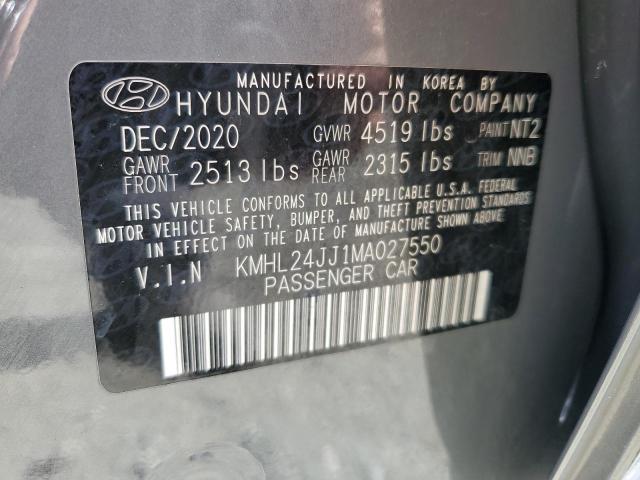 MANUFACTURED IN KOREA BY
HYUNDAI MOTOR COMPANY
DEC/2020 GVWR 4519 lbs PAINT NT2
GAWR FRONT 2513 lbs GAWR REAR 2315 lbs TRIM NNB
THIS VEHICLE CONFORMS TO ALL APPLICABLE U.S.A. FEDERAL
MOTOR VEHICLE SAFETY, BUMPER, AND THEFT PREVENTION STANDARDS
IN EFFECT ON THE DATE OF MANUFACTURE SHOWN ABOVE.
V.I.N KMHL24JJ1MA027550
PASSENGER CAR